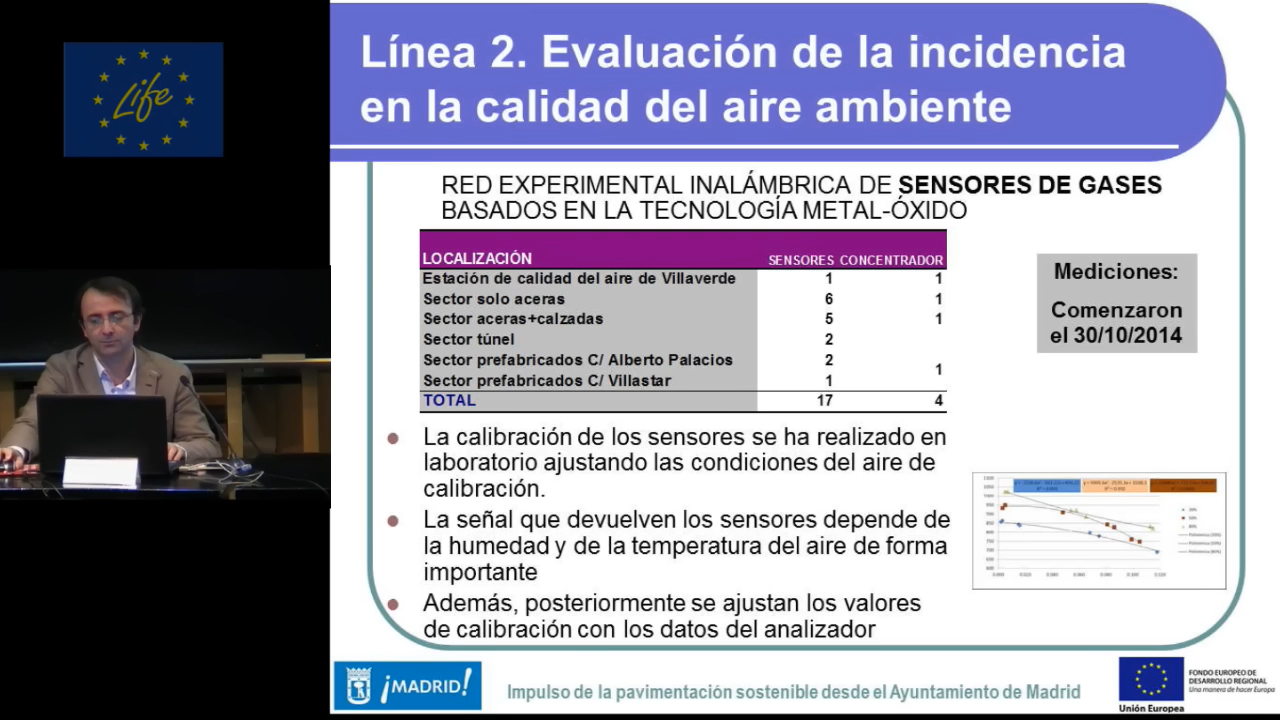 Life
Línea 2. Evaluación de la incidencia
en la calidad del aire ambiente
RED EXPERIMENTAL INALÁMBRICA DE SENSORES DE GASES
BASADOS EN LA TECNOLOGÍA METAL-ÓXIDO
LOCALIZACIÓN SENSORES CONCENTRADOR
Estación de calidad del aire de Villaverde 1 1
Sector solo aceras 6 1
Sector aceras+calzadas 5 1
Sector túnel 2
Sector prefabricados C/ Alberto Palacios 2
1
Sector prefabricados C/ Villastar 1
TOTAL 17 4
Mediciones:
Comenzaron
el 30/10/2014
La calibración de los sensores se ha realizado en
laboratorio ajustando las condiciones del aire de
calibración.
La señal que devuelven los sensores depende de
la humedad y de la temperatura del aire de forma
importante
Además, posteriormente se ajustan los valores
de calibración con los datos del analizador
¡MADRID!
Impulso de la pavimentación sostenible desde el Ayuntamiento de Madrid
Unión Europea
FONDO EUROPEO DE
DESARROLLO REGIONAL
Una manera de hacer Europa